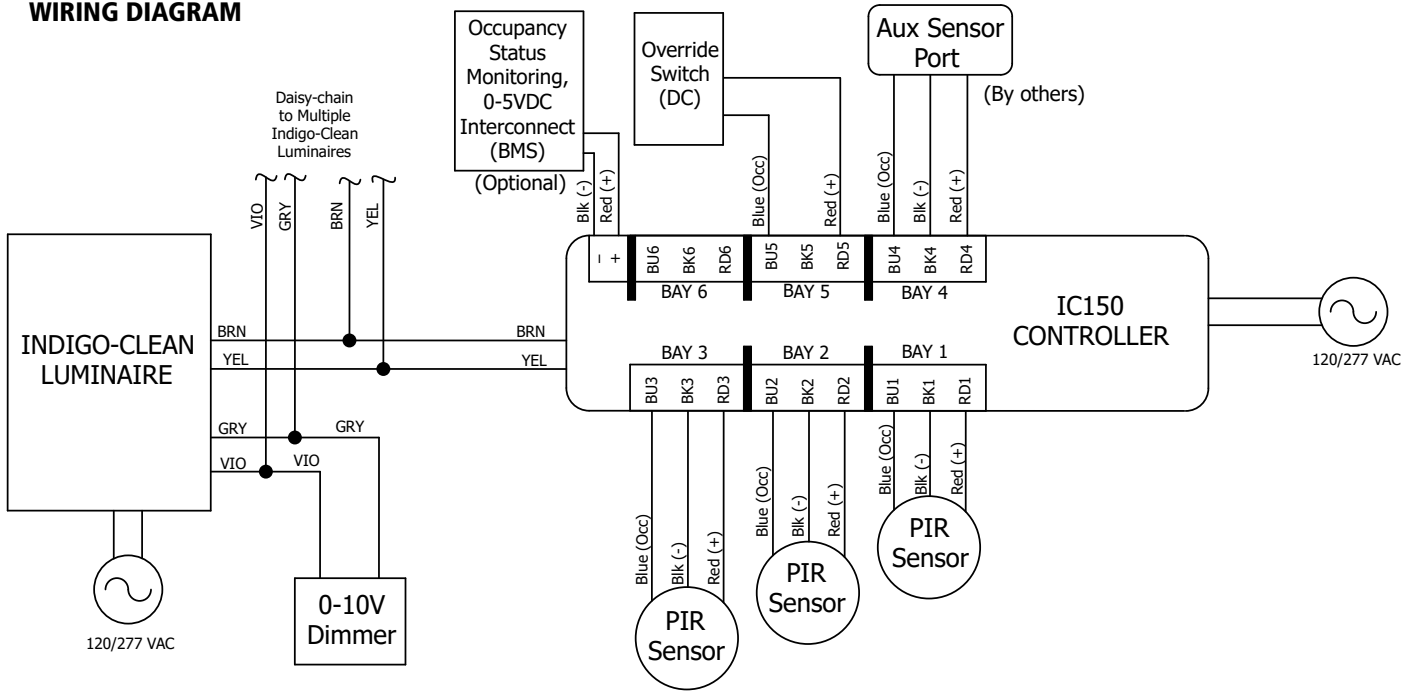 WIRING DIAGRAM
Occupancy
Status
Monitoring,
0-5VDC
Interconnect
(BMS)
(Optional)
Override
Switch
(DC)
Aux Sensor
Port
(By others)
Daisy-chain
to Multiple
Indigo-Clean
Luminaires
VIO
GRY
BRN
YEL
Blk (-)
Red (+)
Blue (Occ)
Red (+)
Blue (Occ)
Blk (-)
Red (+)
– +
BU6
BK6
RD6
BU5
BK5
RD5
BU4
BK4
RD4
BAY 6
BAY 5
BAY 4
IC150
CONTROLLER
120/277 VAC
INDIGO-CLEAN
LUMINAIRE
BRN
BRN
YEL
YEL
GRY
GRY
VIO
VIO
BAY 3
BAY 2
BAY 1
BU3
BK3
RD3
BU2
BK2
RD2
BU1
BK1
RD1
Blue (Occ)
Blk (-)
Red (+)
Blue (Occ)
Blk (-)
Red (+)
Blue (Occ)
Blk (-)
Red (+)
PIR
Sensor
PIR
Sensor
PIR
Sensor
0-10V
Dimmer
120/277 VAC